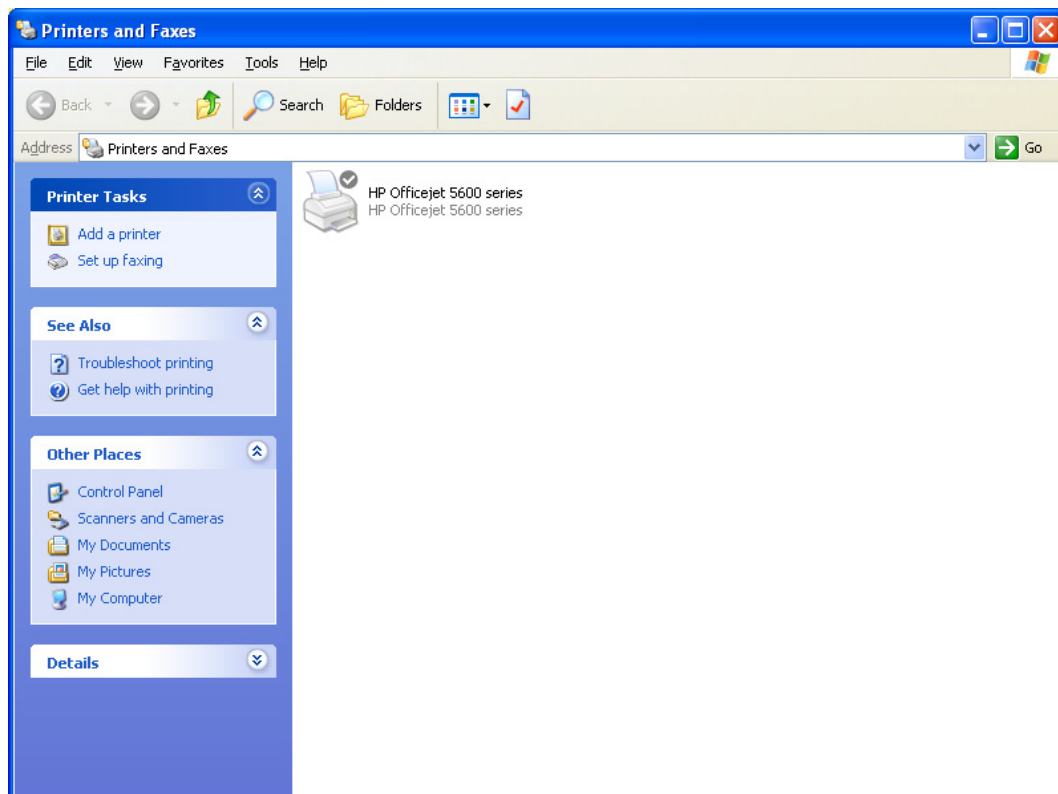 Printers and Faxes
File Edit View Favorites Tools Help
Back Search Folders
Address Printers and Faxes Go
Printer Tasks
Add a printer
Set up faxing
See Also
Troubleshoot printing
Get help with printing
Other Places
Control Panel
Scanners and Cameras
My Documents
My Pictures
My Computer
Details
HP Officejet 5600 series
HP Officejet 5600 series